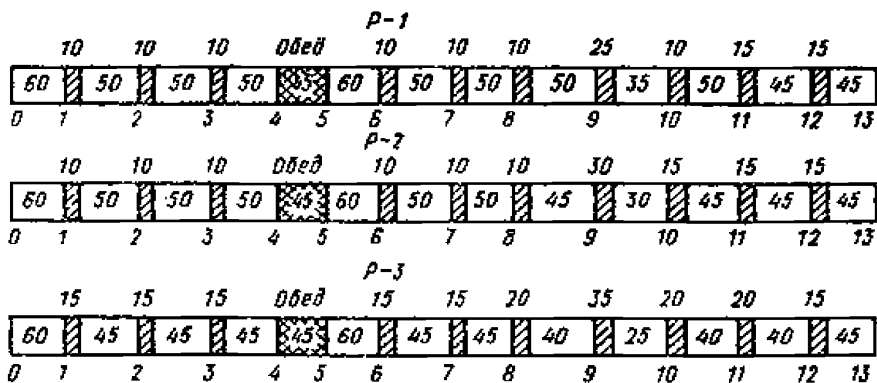 Р-1
10 10 10 Обед 10 10 10 25 10 15 15
60 50 50 50 45 60 50 50 50 35 50 45 45
0 1 2 3 4 5 6 7 8 9 10 11 12 13
Р-2
10 10 10 Обед 10 10 10 30 15 15 15
60 50 50 50 45 60 50 50 45 30 45 45 45
0 1 2 3 4 5 6 7 8 9 10 11 12 13
Р-3
15 15 15 Обед 15 15 20 35 20 20 15
60 45 45 45 45 60 45 45 40 25 40 40 45
0 1 2 3 4 5 6 7 8 9 10 11 12 13